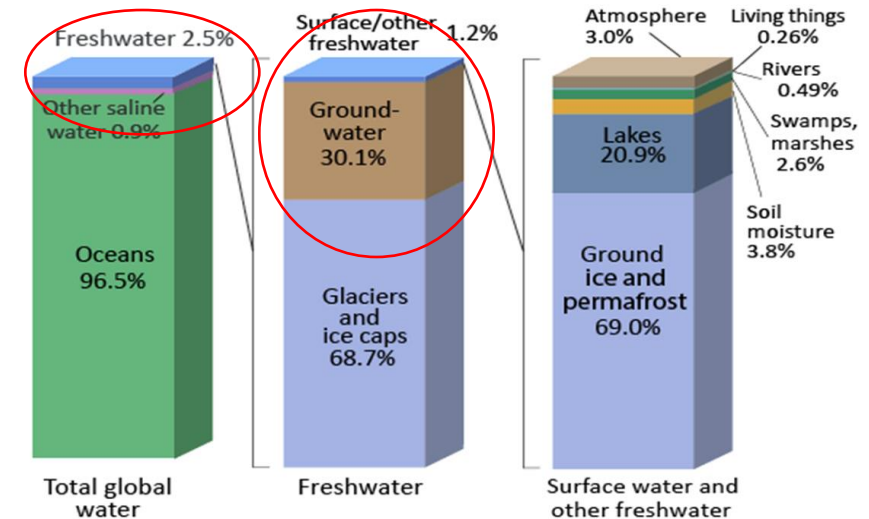 Freshwater 2.5%
Other saline
water 0.9%
Oceans
96.5%
Total global
water
Surface/other
freshwater 1.2%
Ground-
water
30.1%
Glaciers
and
ice caps
68.7%
Freshwater
Atmosphere
3.0%
Living things
0.26%
Rivers
0.49%
Swamps,
marshes
2.6%
Soil
moisture
3.8%
Lakes
20.9%
Ground
ice and
permafrost
69.0%
Surface water and
other freshwater